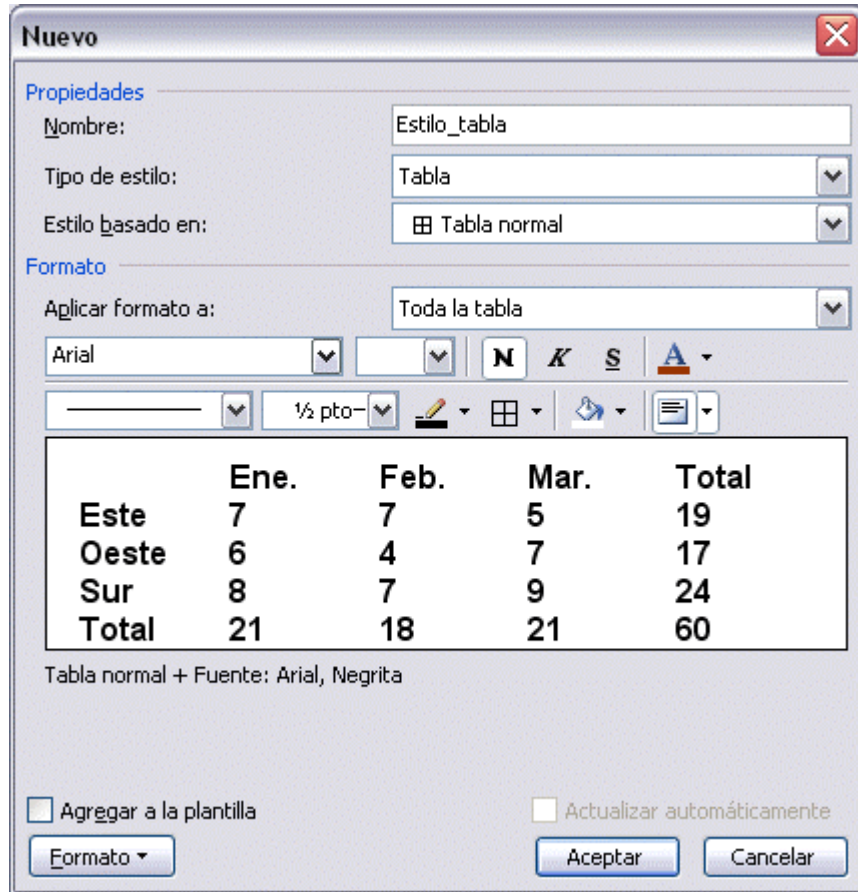 Nuevo
Propiedades
Nombre: Estilo_tabla
Tipo de estilo: Tabla
Estilo basado en: Tabla normal
Formato
Aplicar formato a: Toda la tabla
Arial N K S A
½ pto
Ene. Feb. Mar. Total
Este 7 7 5 19
Oeste 6 4 7 17
Sur 8 7 9 24
Total 21 18 21 60
Tabla normal + Fuente: Arial, Negrita
Agregar a la plantilla Actualizar automáticamente
Formato Aceptar Cancelar